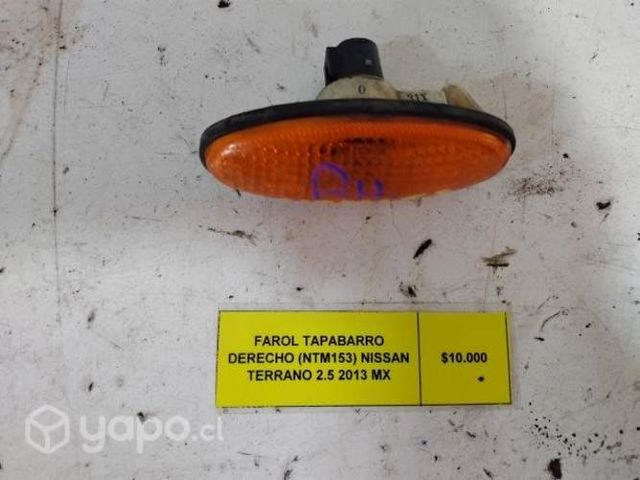 FAROL TAPABARRO
DERECHO (NTM153) NISSAN
TERRANO 2.5 2013 MX
$10.000
yapo.cl